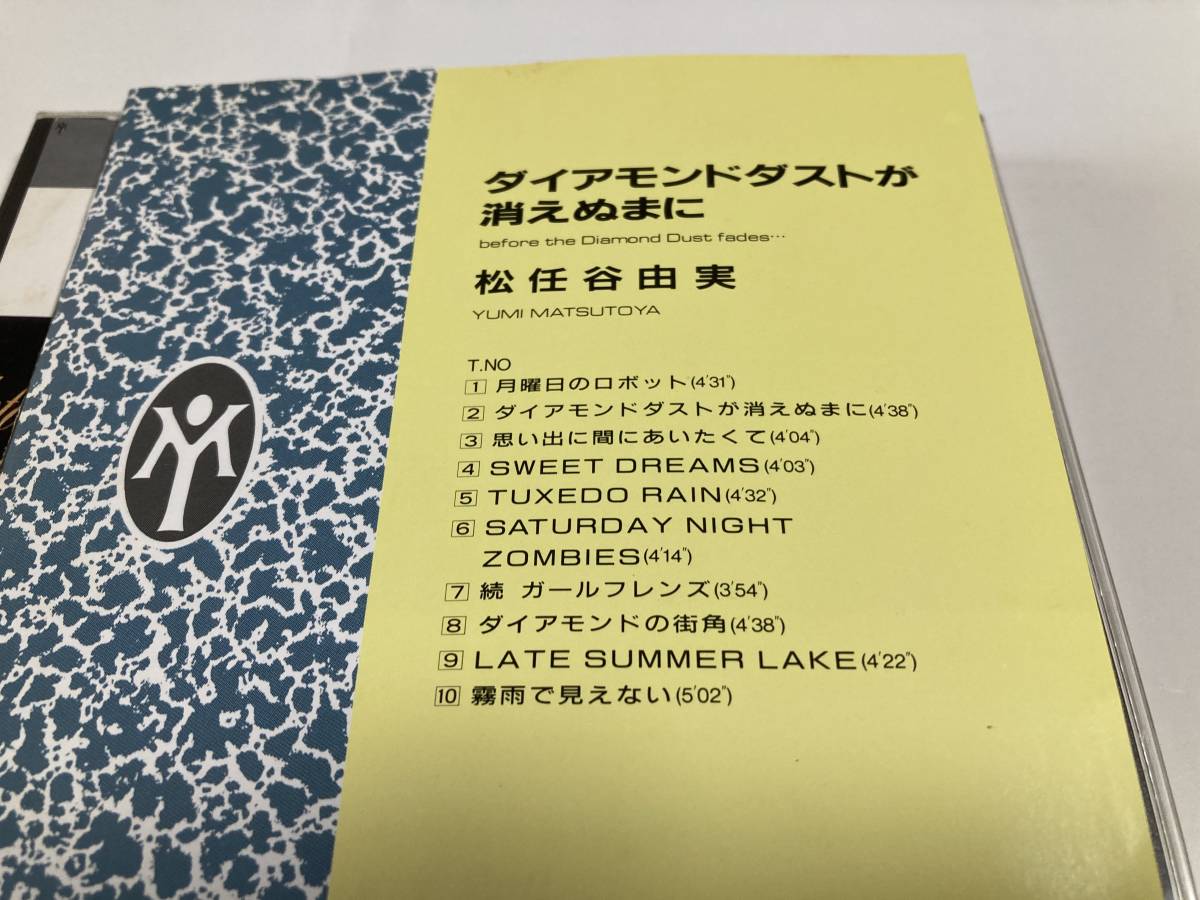 ダイアモンドダストが
消えぬまに
before the Diamond Dust fades…
松任谷由実
YUMI MATSUTOYA
T.NO
1 月曜日のロボット(4'31")
2 ダイアモンドダストが消えぬまに(4'38")
3 思い出に間にあいたくて(4'04")
4 SWEET DREAMS(4'03")
5 TUXEDO RAIN(4'32")
6 SATURDAY NIGHT
ZOMBIES(4'14")
7 続 ガールフレンズ(3'54")
8 ダイアモンドの街角(4'38")
9 LATE SUMMER LAKE(4'22")
10 霧雨で見えない(5'02")